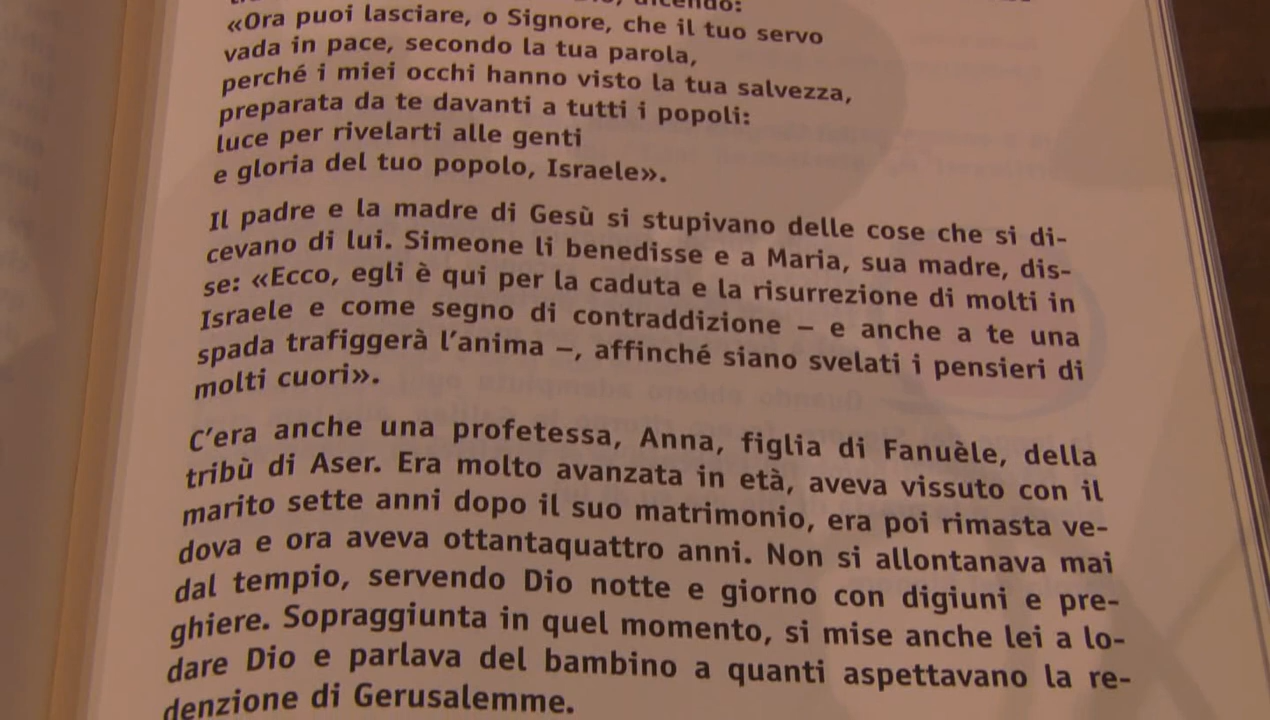 dicendo:
«Ora puoi lasciare, o Signore, che il tuo servo
vada in pace, secondo la tua parola,
perché i miei occhi hanno visto la tua salvezza,
preparata da te davanti a tutti i popoli:
luce per rivelarti alle genti
e gloria del tuo popolo, Israele».
Il padre e la madre di Gesù si stupivano delle cose che si di-
cevano di lui. Simeone li benedisse e a Maria, sua madre, dis-
se: «Ecco, egli è qui per la caduta e la risurrezione di molti in
Israele e come segno di contraddizione – e anche a te una
spada trafiggerà l'anima –, affinché siano svelati i pensieri di
molti cuori».
C'era anche una profetessa, Anna, figlia di Fanuèle, della
tribù di Aser. Era molto avanzata in età, aveva vissuto con il
marito sette anni dopo il suo matrimonio, era poi rimasta ve-
dova e ora aveva ottantaquattro anni. Non si allontanava mai
dal tempio, servendo Dio notte e giorno con digiuni e pre-
ghiere. Sopraggiunta in quel momento, si mise anche lei a lo-
dare Dio e parlava del bambino a quanti aspettavano la re-
denzione di Gerusalemme.